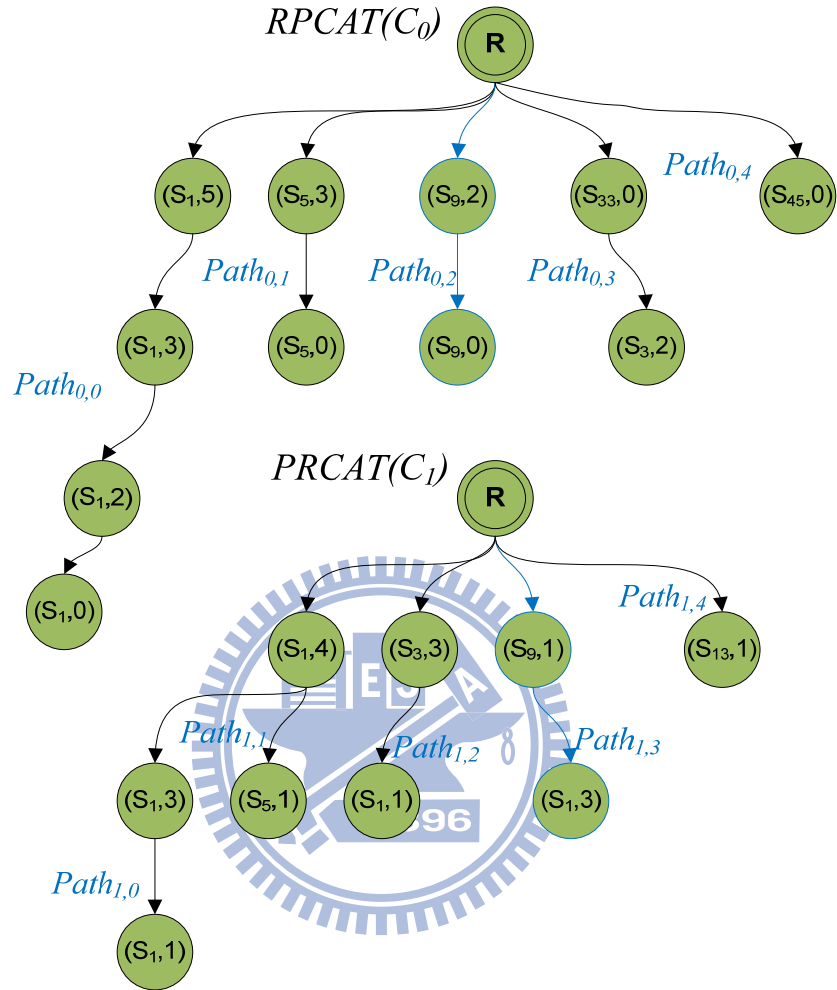 RPCAT(C0)
R
(S1,5) (S5,3) (S9,2) (S33,0) (S45,0)
Path0,4
Path0,1 Path0,2 Path0,3
(S1,3) (S5,0) (S9,0) (S3,2)
Path0,0
PRCAT(C1)
R
(S1,2)
(S1,0)
Path1,4
(S1,4) (S3,3) (S9,1) (S13,1)
E S A
Path1,1 Path1,2 Path1,3
8
(S1,3) (S5,1) (S1,1) (S1,3)
896
Path1,0
(S1,1)